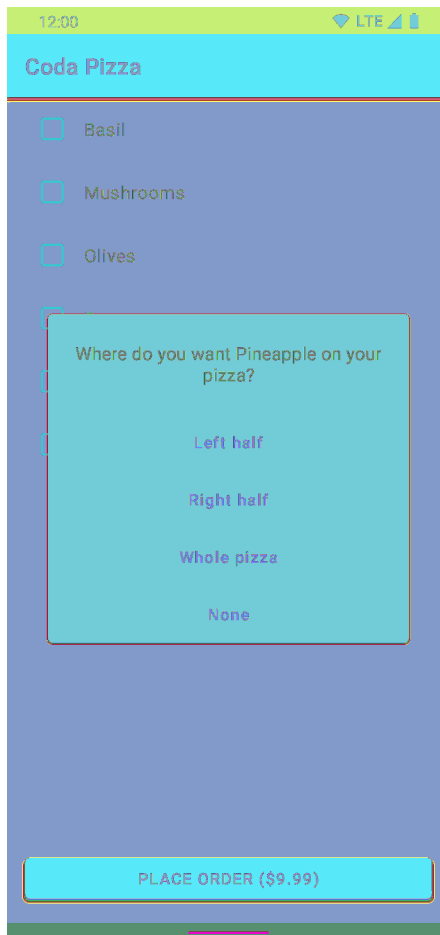 12:00 LTE
Coda Pizza
Basil
Mushrooms
Olives
Where do you want Pineapple on your
pizza?
Left half
Right half
Whole pizza
None
PLACE ORDER ($9.99)